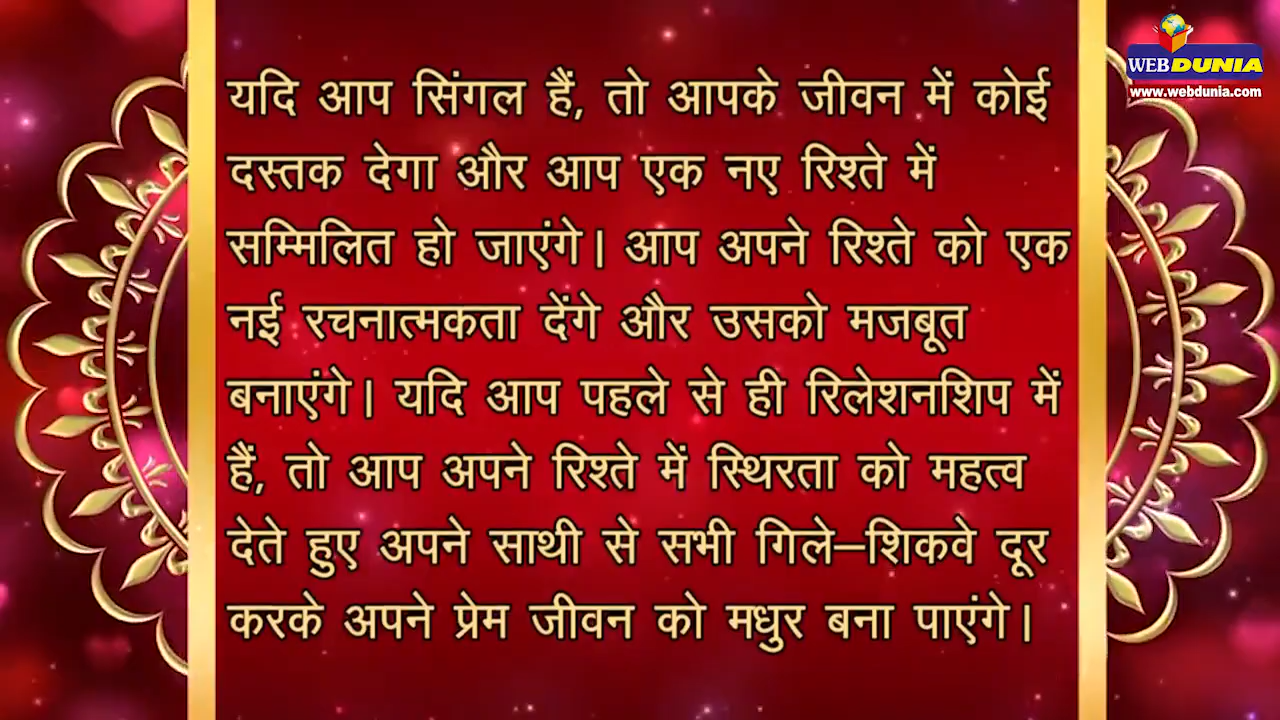 WEBDUNIA
www.webdunia.com
यदि आप सिंगल हैं, तो आपके जीवन में कोई
दस्तक देगा और आप एक नए रिश्ते में
सम्मिलित हो जाएंगे। आप अपने रिश्ते को एक
नई रचनात्मकता देंगे और उसको मजबूत
बनाएंगे। यदि आप पहले से ही रिलेशनशिप में
हैं, तो आप अपने रिश्ते में स्थिरता को महत्व
देते हुए अपने साथी से सभी गिले–शिकवे दूर
करके अपने प्रेम जीवन को मधुर बना पाएंगे।